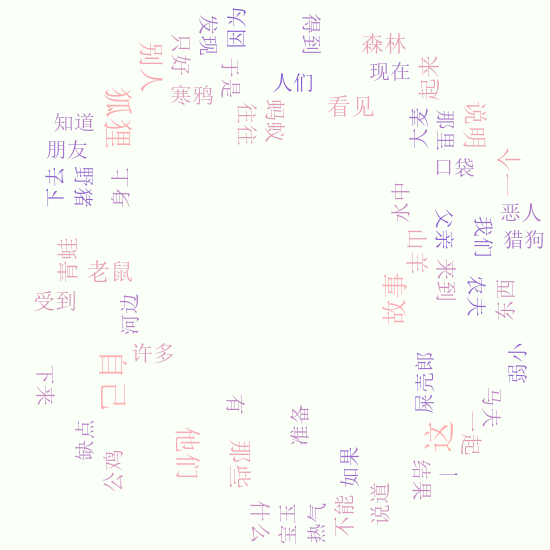 因为
发现
得到
只好
别人
森林
于是
现在
起来
人们
寒鸦
看见
狐狸
往往
蚂蚁
大麦
那里
说明
知道
朋友
口袋
一个
下去
野猪
身上
水中
恶人
父亲
我们
猎狗
山羊
青蛙
老鼠
来到
故事
农夫
东西
受到
河边
许多
弱小
自己
屎壳郎
下来
马夫
有
准备
缺点
他们
这
一起
那些
公鸡
如果
结果
一
什么
宝玉
热气
不能
说道